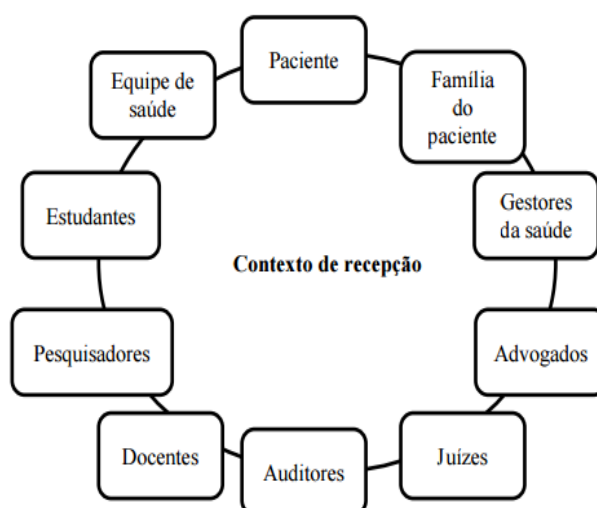 Paciente
Família
do
paciente
Gestores
da saúde
Advogados
Juízes
Auditores
Docentes
Pesquisadores
Estudantes
Equipe de
saúde
Contexto de recepção